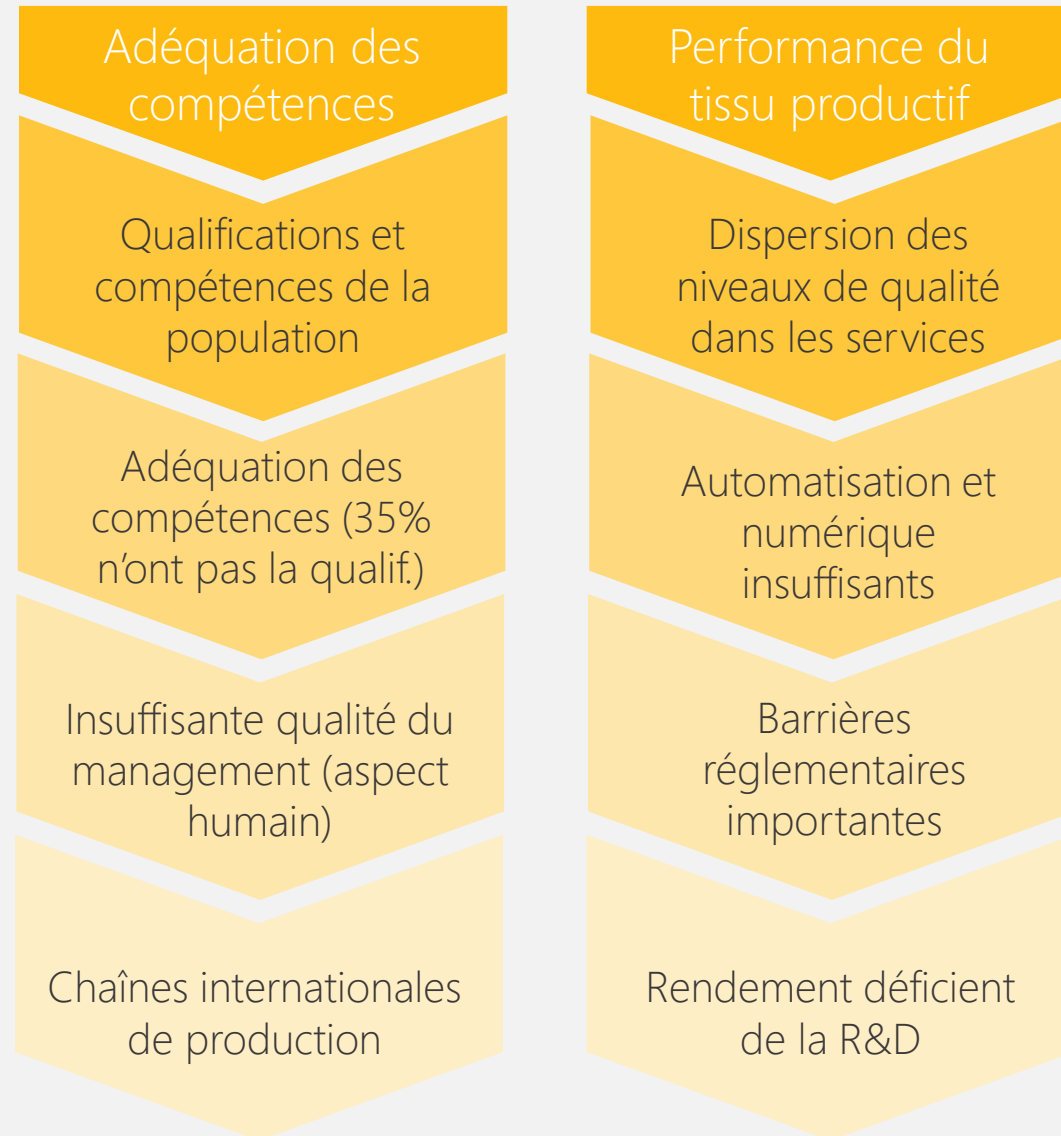 Adéquation des
compétences
Qualifications et
compétences de la
population
Adéquation des
compétences (35%
n'ont pas la qualif.)
Insuffisante qualité du
management (aspect
humain)
Chaînes internationales
de production
Performance du
tissu productif
Dispersion des
niveaux de qualité
dans les services
Automatisation et
numérique
insuffisants
Barrières
réglementaires
importantes
Rendement déficient
de la R&D